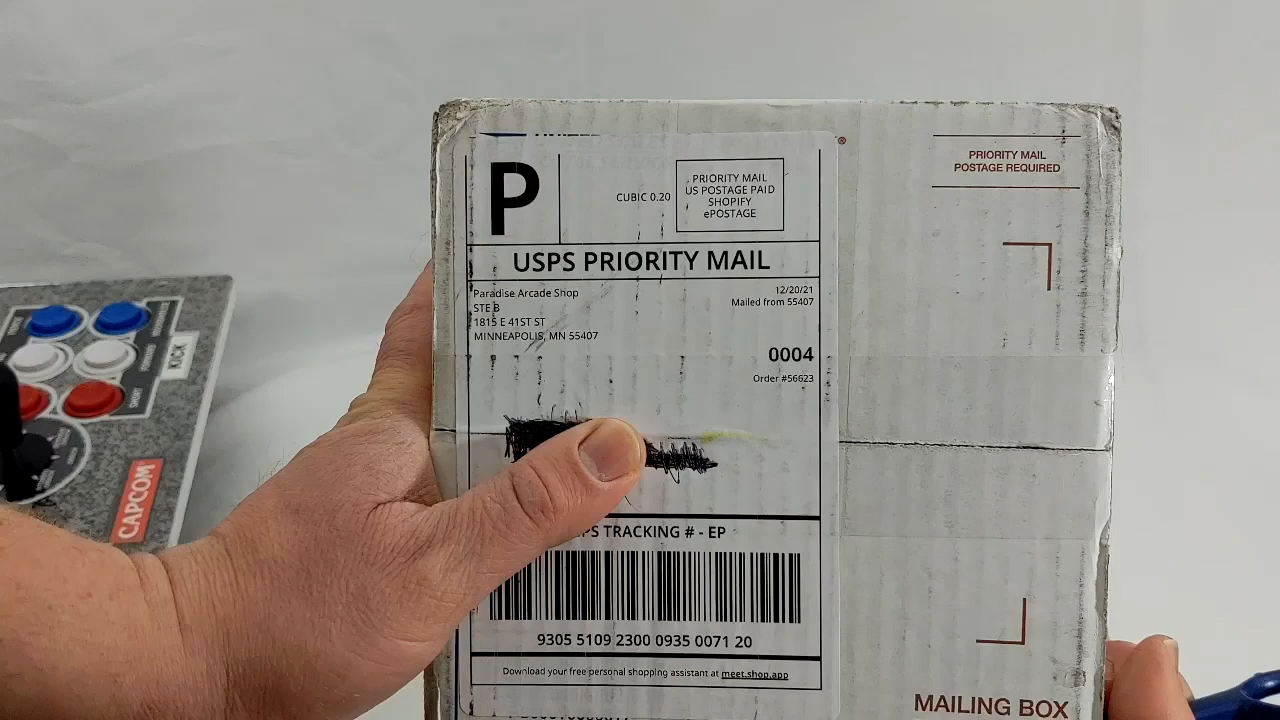 P
CUBIC 0.20
PRIORITY MAIL
US POSTAGE PAID
SHOPIFY
ePOSTAGE
USPS PRIORITY MAIL
Paradise Arcade Shop
STE B
1815 E 41ST ST
MINNEAPOLIS, MN 55407
12/20/21
Mailed from 55407
0004
Order #56623
TRACKING # - EP
9305 5109 2300 0935 0071 20
Download your free personal shopping assistant at meet.shop.app
PRIORITY MAIL
POSTAGE REQUIRED
MAILING BOX
KICK
SHORT
CAPCOM